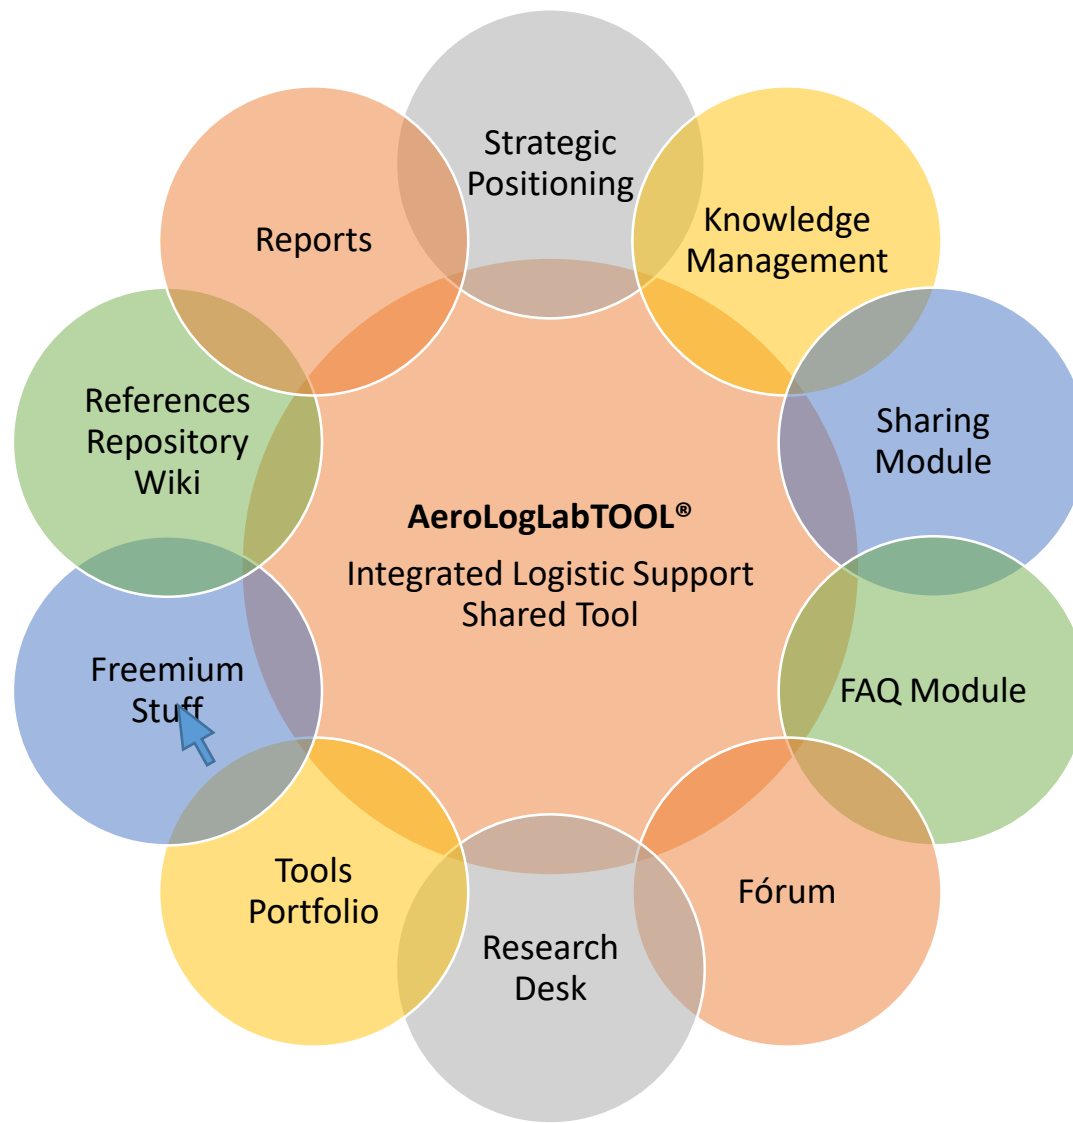 Strategic
Positioning
Knowledge
Management
Sharing
Module
FAQ Module
Fórum
Research
Desk
Tools
Portfolio
Freemium
Stuff
References
Repository
Wiki
Reports
AeroLogLabTOOL®
Integrated Logistic Support
Shared Tool